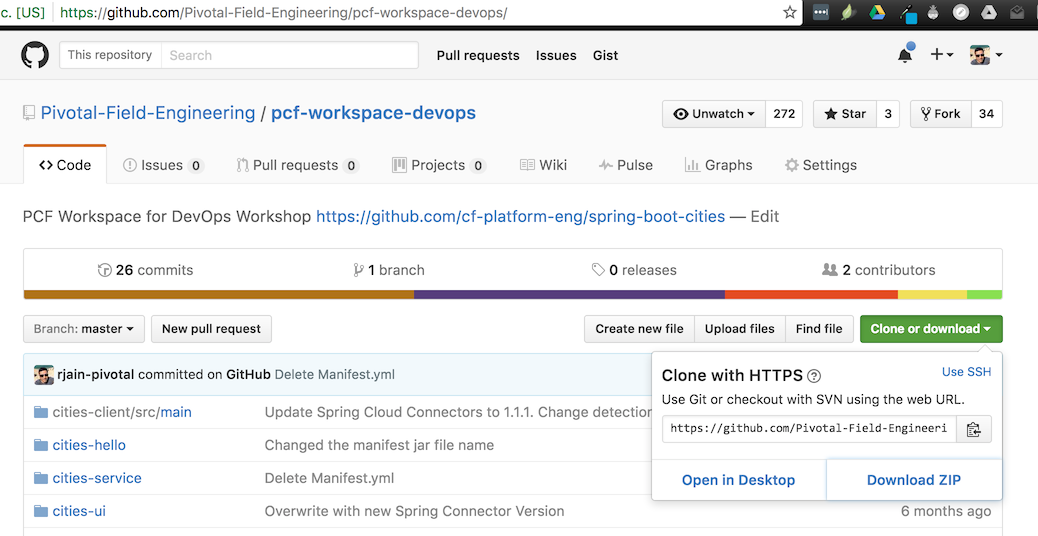 c. [US] https://github.com/Pivotal-Field-Engineering/pcf-workspace-devops/
This repository Search Pull requests Issues Gist
Pivotal-Field-Engineering / pcf-workspace-devops Unwatch 272 Star 3 Fork 34
Code Issues 0 Pull requests 0 Projects 0 Wiki Pulse Graphs Settings
PCF Workspace for DevOps Workshop https://github.com/cf-platform-eng/spring-boot-cities — Edit
26 commits 1 branch 0 releases 2 contributors
Branch: master New pull request Create new file Upload files Find file Clone or download
rjain-pivotal committed on GitHub Delete Manifest.yml
cities-client/src/main Update Spring Cloud Connectors to 1.1.1. Change detection
cities-hello Changed the manifest jar file name
cities-service Delete Manifest.yml
cities-ui Overwrite with new Spring Connector Version 6 months ago
Clone with HTTPS ? Use SSH
Use Git or checkout with SVN using the web URL.
https://github.com/Pivotal-Field-Engineeri
Open in Desktop Download ZIP